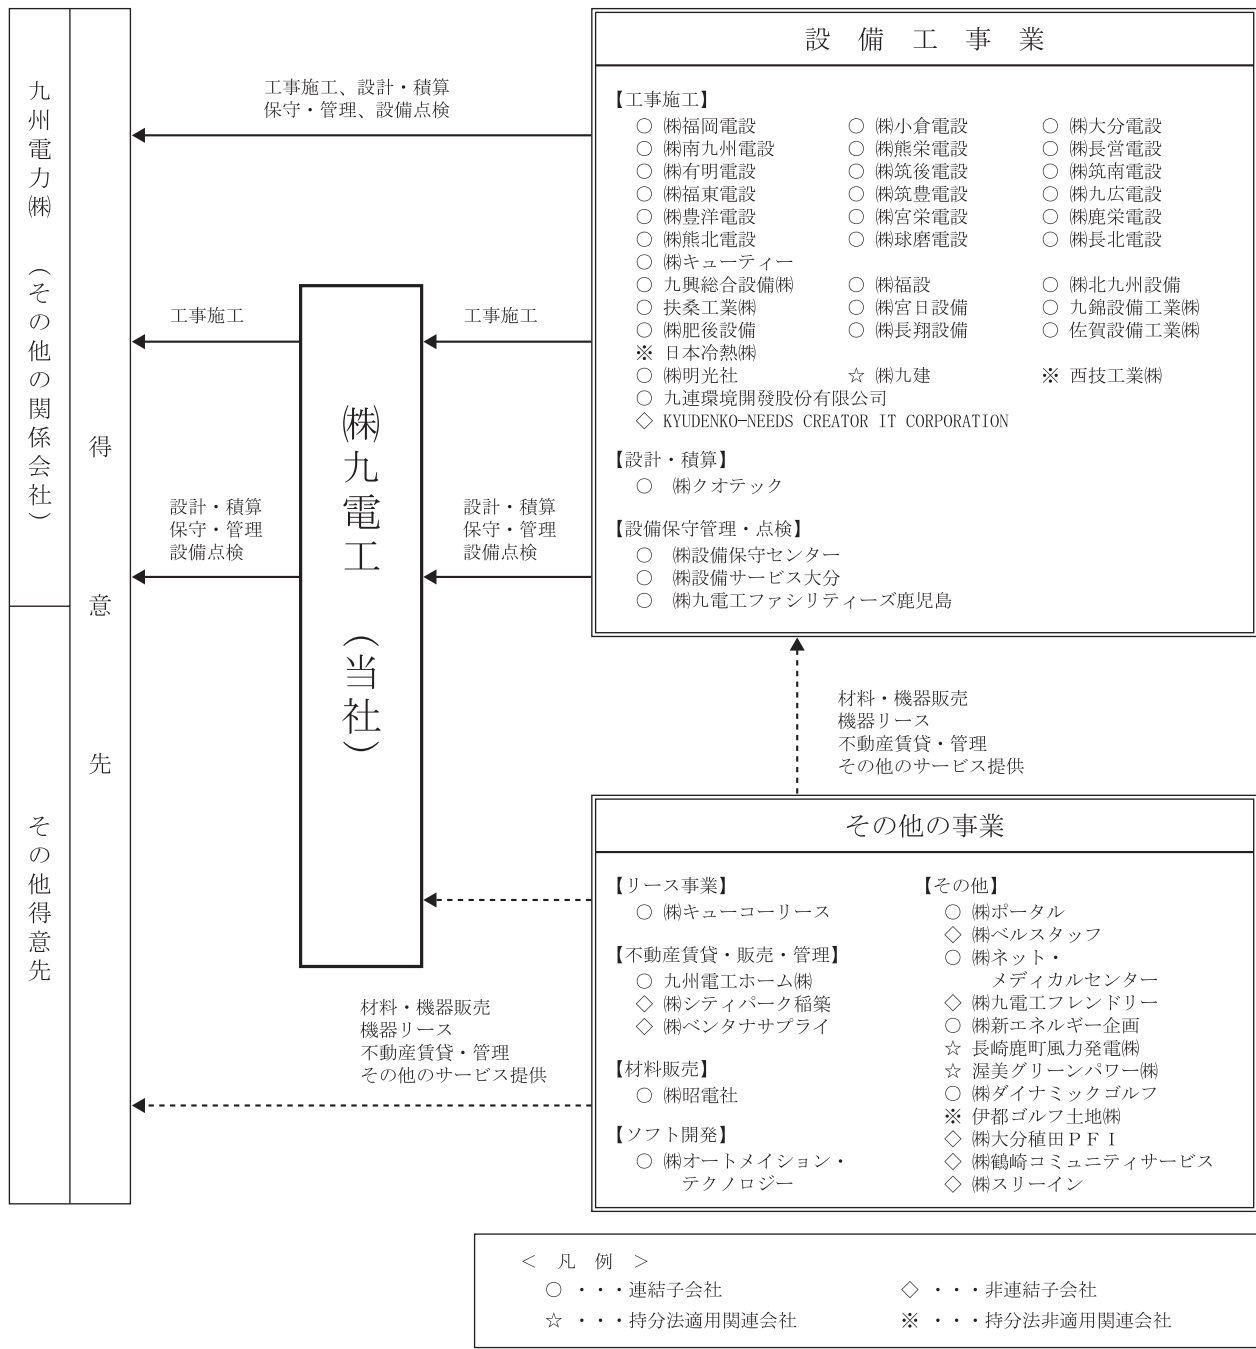 九州電力㈱　（その他の関係会社）
その他得意先
得意先
工事施工、設計・積算
保守・管理、設備点検
工事施工
工事施工
設計・積算
保守・管理
設備点検
設計・積算
保守・管理
設備点検
㈱九電工　（当社）
設備工事業
【工事施工】
○ ㈱福岡電設　○ ㈱小倉電設　○ ㈱大分電設
○ ㈱南九州電設　○ ㈱熊栄電設　○ ㈱長営電設
○ ㈱有明電設　○ ㈱筑後電設　○ ㈱筑南電設
○ ㈱福東電設　○ ㈱筑豊電設　○ ㈱九広電設
○ ㈱豊洋電設　○ ㈱宮栄電設　○ ㈱鹿栄電設
○ ㈱熊北電設　○ ㈱球磨電設　○ ㈱長北電設
○ ㈱キューティー
○ 九興総合設備㈱　○ ㈱福設　○ ㈱北九州設備
○ 扶桑工業㈱　○ ㈱宮日設備　○ 九錦設備工業㈱
○ ㈱肥後設備　○ ㈱長翔設備　○ 佐賀設備工業㈱
※ 日本冷熱㈱
○ ㈱明光社　☆ ㈱九建　※ 西技工業㈱
○ 九連環境開發股份有限公司
◇ KYUDENKO−NEEDS CREATOR IT CORPORATION
【設計・積算】
○ ㈱クオテック
【設備保守管理・点検】
○ ㈱設備保守センター
○ ㈱設備サービス大分
○ ㈱九電工ファシリティーズ鹿児島
材料・機器販売
機器リース
不動産賃貸・管理
その他のサービス提供
その他の事業
【リース事業】
○ ㈱キューコーリース
【不動産賃貸・販売・管理】
○ 九州電工ホーム㈱
◇ ㈱シティパーク稲築
◇ ㈱ベンタナサプライ
【材料販売】
○ ㈱昭電社
【ソフト開発】
○ ㈱オートメイション・
テクノロジー
【その他】
○ ㈱ポータル
◇ ㈱ベルスタッフ
○ ㈱ネット・
メディカルセンター
◇ ㈱九電工フレンドリー
○ ㈱新エネルギー企画
☆ 長崎鹿町風力発電㈱
☆ 渥美グリーンパワー㈱
○ ㈱ダイナミックゴルフ
※ 伊都ゴルフ土地㈱
◇ ㈱大分稙田ＰＦＩ
◇ ㈱鶴崎コミュニティサービス
◇ ㈱スリーイン
材料・機器販売
機器リース
不動産賃貸・管理
その他のサービス提供
＜　凡　例　＞
○ ・・・連結子会社　◇ ・・・非連結子会社
☆ ・・・持分法適用関連会社　※ ・・・持分法非適用関連会社